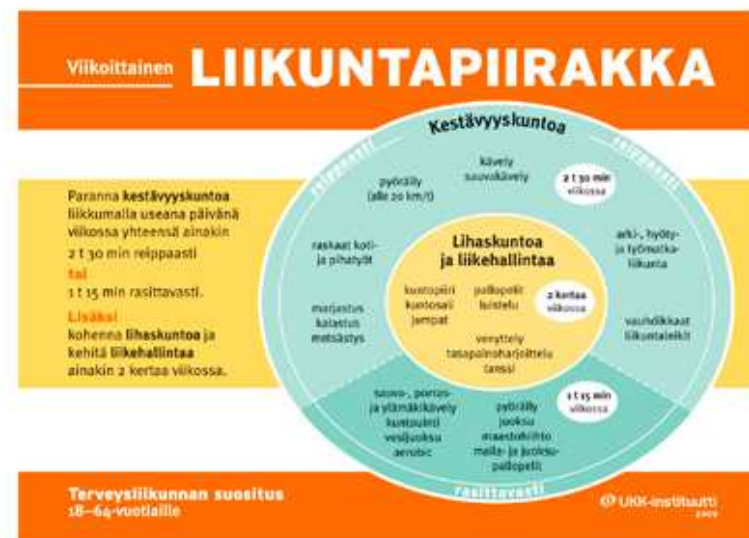 Viikoittainen LIIKUNTAPIIRAKKA
Paranna kestävyyskuntoa
liikkumalla useana päivänä
viikossa yhteensä ainakin
2 t 30 min reippaasti
tai
1 t 15 min rasittavasti.
Lisäksi
kohenna lihaskuntoa ja
kehitä liikehallintaa
ainakin 2 kertaa viikossa.
Kestävyyskuntoa
reippaasti
reippaasti
kävely
sauvakävely
2 t 30 min
viikossa
pyöräily
(alle 20 km/t)
raskaat koti-
ja pihatyöt
arki-, hyöty-
ja työmatka-
liikunta
marjastus
kalastus
metsästys
vauhdikkaat
liikuntaleikit
Lihaskuntoa
ja liikehallintaa
kuntopiiri
kuntosali
jumpat
pallopelit
luistelu
2 kertaa
viikossa
venyttely
tasapainoharjoittelu
tanssi
sauva-, porras-
ja ylämäkikävely
kuntouinti
vesijuoksu
aerobic
pyöräily
juoksu
maastohiihto
maila- ja juoksu-
pallopelit
1 t 15 min
viikossa
rasittavasti
Terveysliikunnan suositus
18–64-vuotiaille
UKK-instituutti